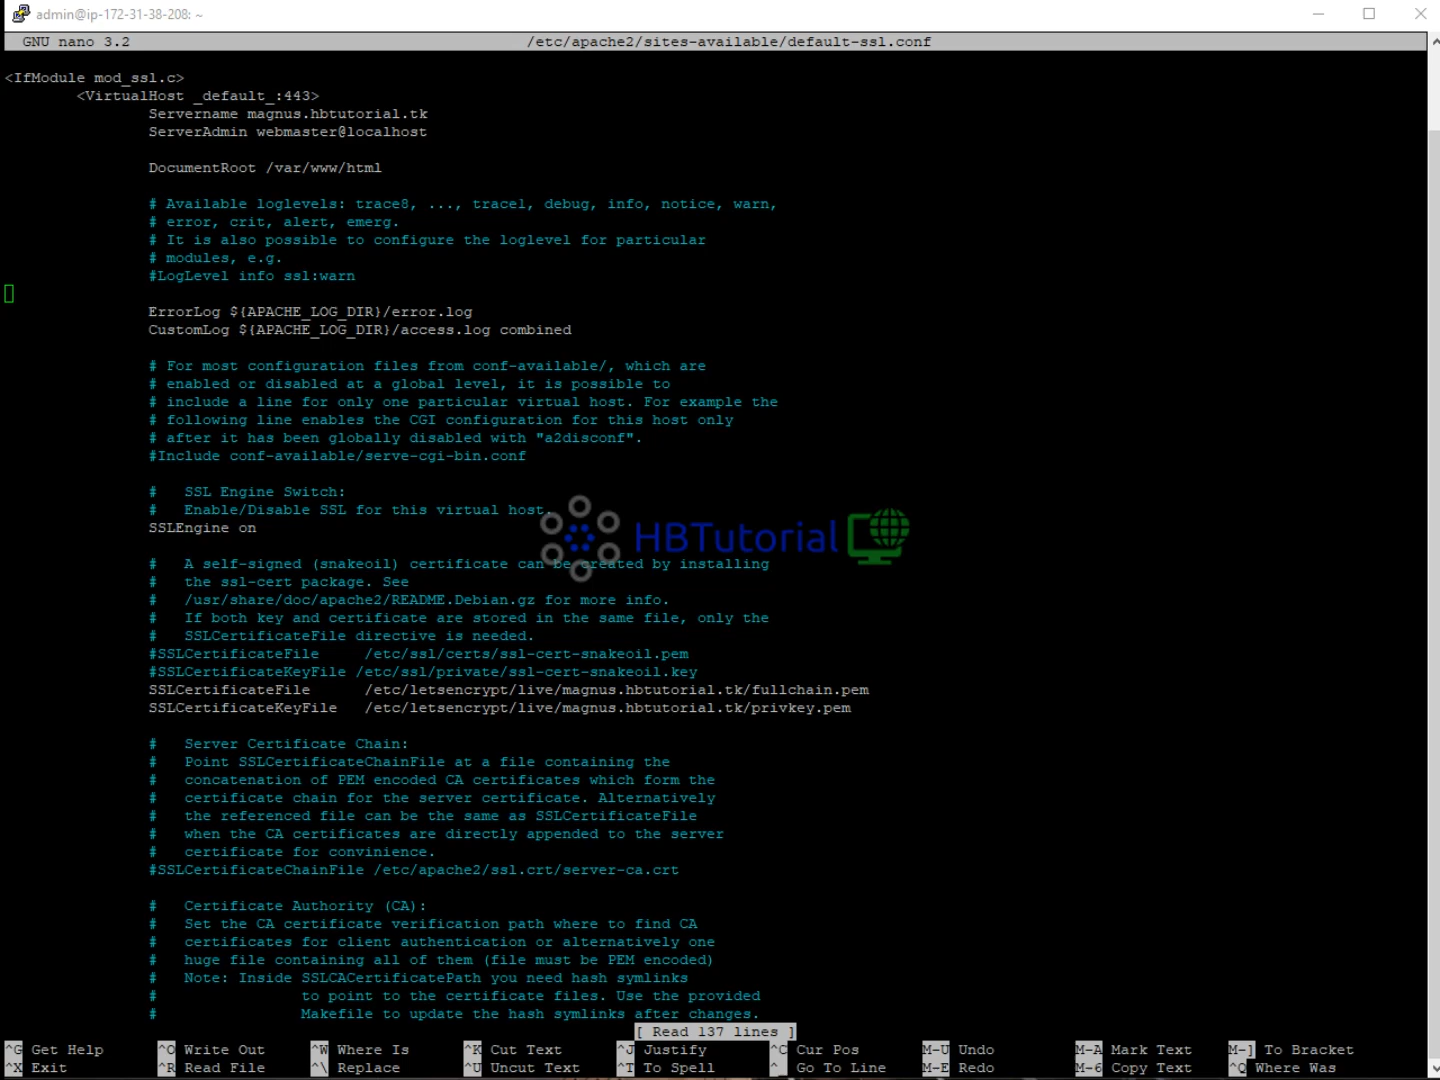 admin@ip-172-31-38-208: ~
GNU nano 3.2 /etc/apache2/sites-available/default-ssl.conf
<IfModule mod_ssl.c>
<VirtualHost _default_:443>
Servername magnus.hbtutorial.tk
ServerAdmin webmaster@localhost
DocumentRoot /var/www/html
# Available loglevels: trace8, ..., trace1, debug, info, notice, warn,
# error, crit, alert, emerg.
# It is also possible to configure the loglevel for particular
# modules, e.g.
#LogLevel info ssl:warn
ErrorLog ${APACHE_LOG_DIR}/error.log
CustomLog ${APACHE_LOG_DIR}/access.log combined
# For most configuration files from conf-available/, which are
# enabled or disabled at a global level, it is possible to
# include a line for only one particular virtual host. For example the
# following line enables the CGI configuration for this host only
# after it has been globally disabled with "a2disconf".
#Include conf-available/serve-cgi-bin.conf
# SSL Engine Switch:
# Enable/Disable SSL for this virtual host.
SSLEngine on
HBTutorial
# A self-signed (snakeoil) certificate can be created by installing
# the ssl-cert package. See
# /usr/share/doc/apache2/README.Debian.gz for more info.
# If both key and certificate are stored in the same file, only the
# SSLCertificateFile directive is needed.
#SSLCertificateFile /etc/ssl/certs/ssl-cert-snakeoil.pem
#SSLCertificateKeyFile /etc/ssl/private/ssl-cert-snakeoil.key
SSLCertificateFile /etc/letsencrypt/live/magnus.hbtutorial.tk/fullchain.pem
SSLCertificateKeyFile /etc/letsencrypt/live/magnus.hbtutorial.tk/privkey.pem
# Server Certificate Chain:
# Point SSLCertificateChainFile at a file containing the
# concatenation of PEM encoded CA certificates which form the
# certificate chain for the server certificate. Alternatively
# the referenced file can be the same as SSLCertificateFile
# when the CA certificates are directly appended to the server
# certificate for convinience.
#SSLCertificateChainFile /etc/apache2/ssl.crt/server-ca.crt
# Certificate Authority (CA):
# Set the CA certificate verification path where to find CA
# certificates for client authentication or alternatively one
# huge file containing all of them (file must be PEM encoded)
# Note: Inside SSLCACertificatePath you need hash symlinks
# to point to the certificate files. Use the provided
# Makefile to update the hash symlinks after changes.
[ Read 137 lines ]
^G Get Help ^O Write Out ^W Where Is ^K Cut Text ^J Justify ^C Cur Pos M-U Undo M-A Mark Text M-] To Bracket
^X Exit ^R Read File ^\ Replace ^U Uncut Text ^T To Spell ^_ Go To Line M-E Redo M-6 Copy Text ^Q Where Was